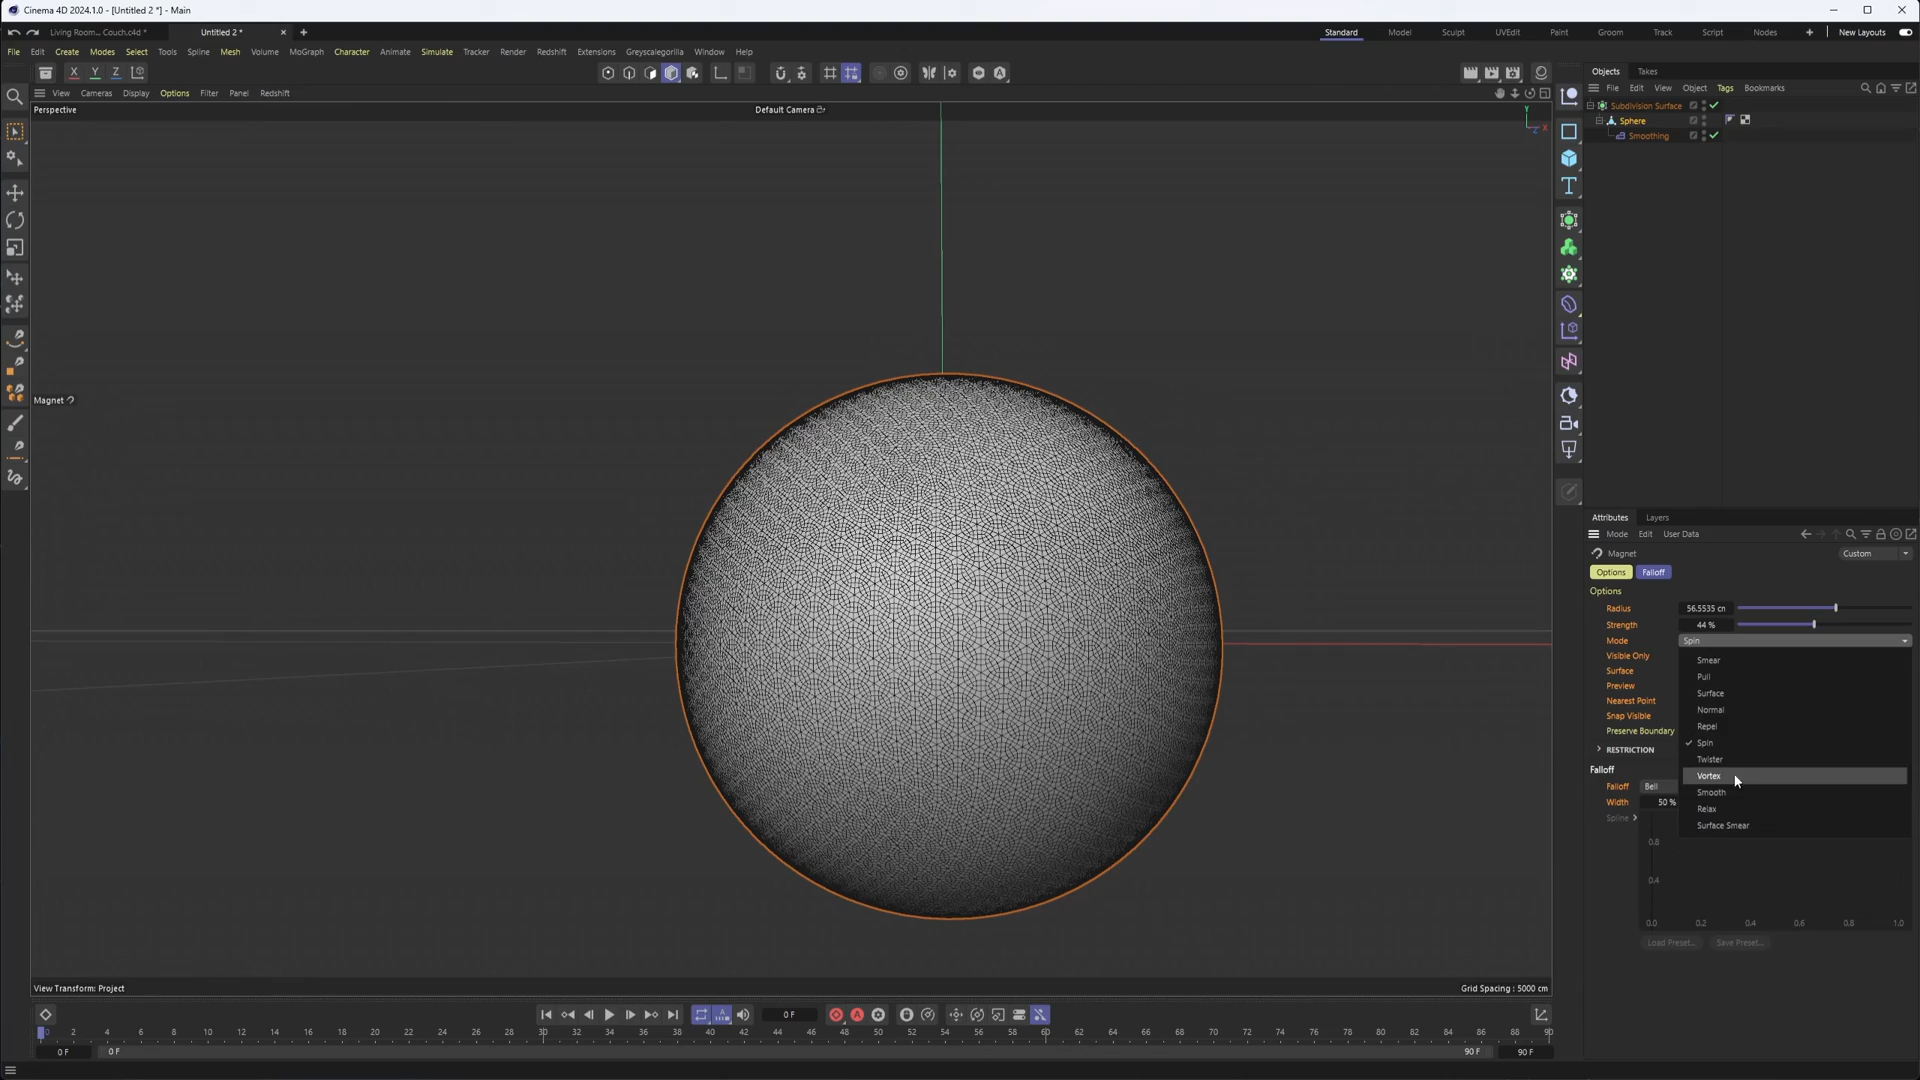 Cinema 4D 2024.1.0 - [Untitled 2 *] - Main
Living Room... Couch.c4d * Untitled 2 * Standard Model Sculpt UVEdit Paint Groom Track Script Nodes New Layouts
File Edit Create Modes Select Tools Spline Mesh Volume MoGraph Character Animate Simulate Tracker Render Redshift Extensions Greyscalegorilla Window Help
X Y Z
Objects Takes
View Cameras Display Options Filter Panel Redshift
File Edit View Object Tags Bookmarks
Perspective Default Camera
Y X Z
Subdivision Surface
Sphere
Smoothing
Magnet
Attributes Layers
Mode Edit User Data
Magnet Custom
Options Falloff
Options
Radius 56.5535 cn
Strength 44 %
Mode Spin
Visible Only
Surface
Preview
Nearest Point
Snap Visible
Preserve Boundary
RESTRICTION
Smear
Pull
Surface
Normal
Repel
Spin
Twister
Vortex
Smooth
Relax
Surface Smear
Falloff
Falloff Bell
Width 50 %
Spline
0.8
0.4
0.0 0.2 0.4 0.6 0.8 1.0
Load Preset... Save Preset...
View Transform: Project Grid Spacing : 5000 cm
0 F
0 2 4 6 8 10 12 14 16 18 20 22 24 26 28 30 32 34 36 38 40 42 44 46 48 50 52 54 56 58 60 62 64 66 68 70 72 74 76 78 80 82 84 86 88 90
0 F 0 F 90 F 90 F